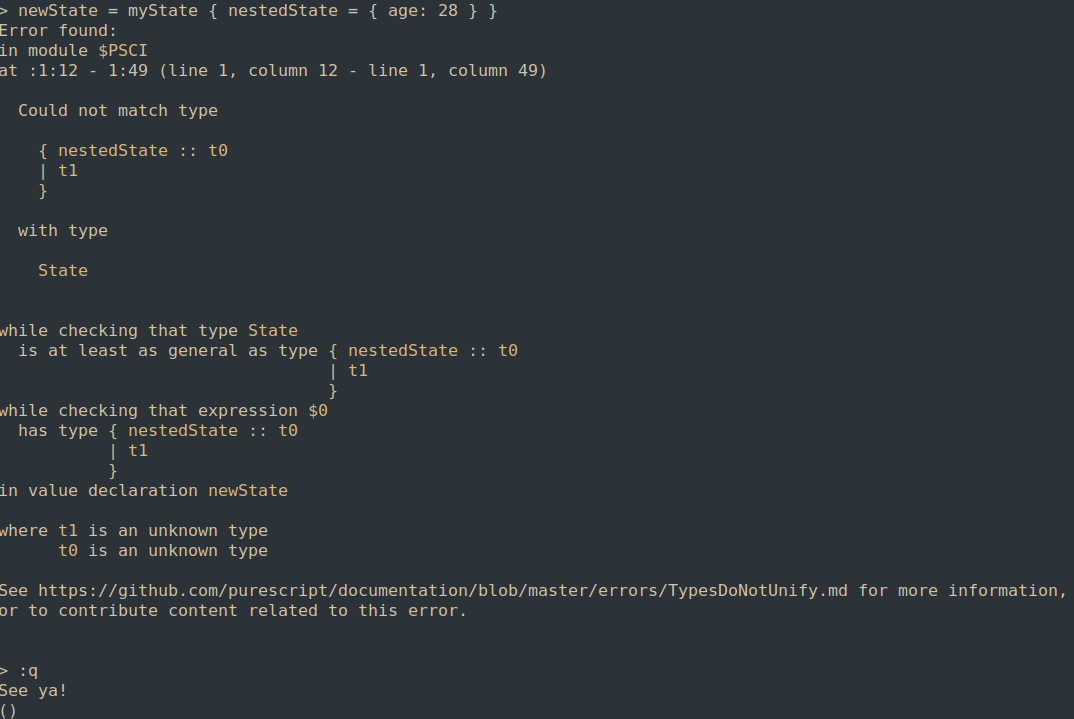 > newState = myState { nestedState = { age: 28 } }
Error found:
in module $PSCI
at :1:12 - 1:49 (line 1, column 12 - line 1, column 49)

  Could not match type

    { nestedState :: t0
    | t1
    }

  with type

    State


while checking that type State
  is at least as general as type { nestedState :: t0
                                 | t1
                                 }
while checking that expression $0
  has type { nestedState :: t0
           | t1
           }
in value declaration newState

where t1 is an unknown type
      t0 is an unknown type

See https://github.com/purescript/documentation/blob/master/errors/TypesDoNotUnify.md for more information,
or to contribute content related to this error.


> :q
See ya!
()